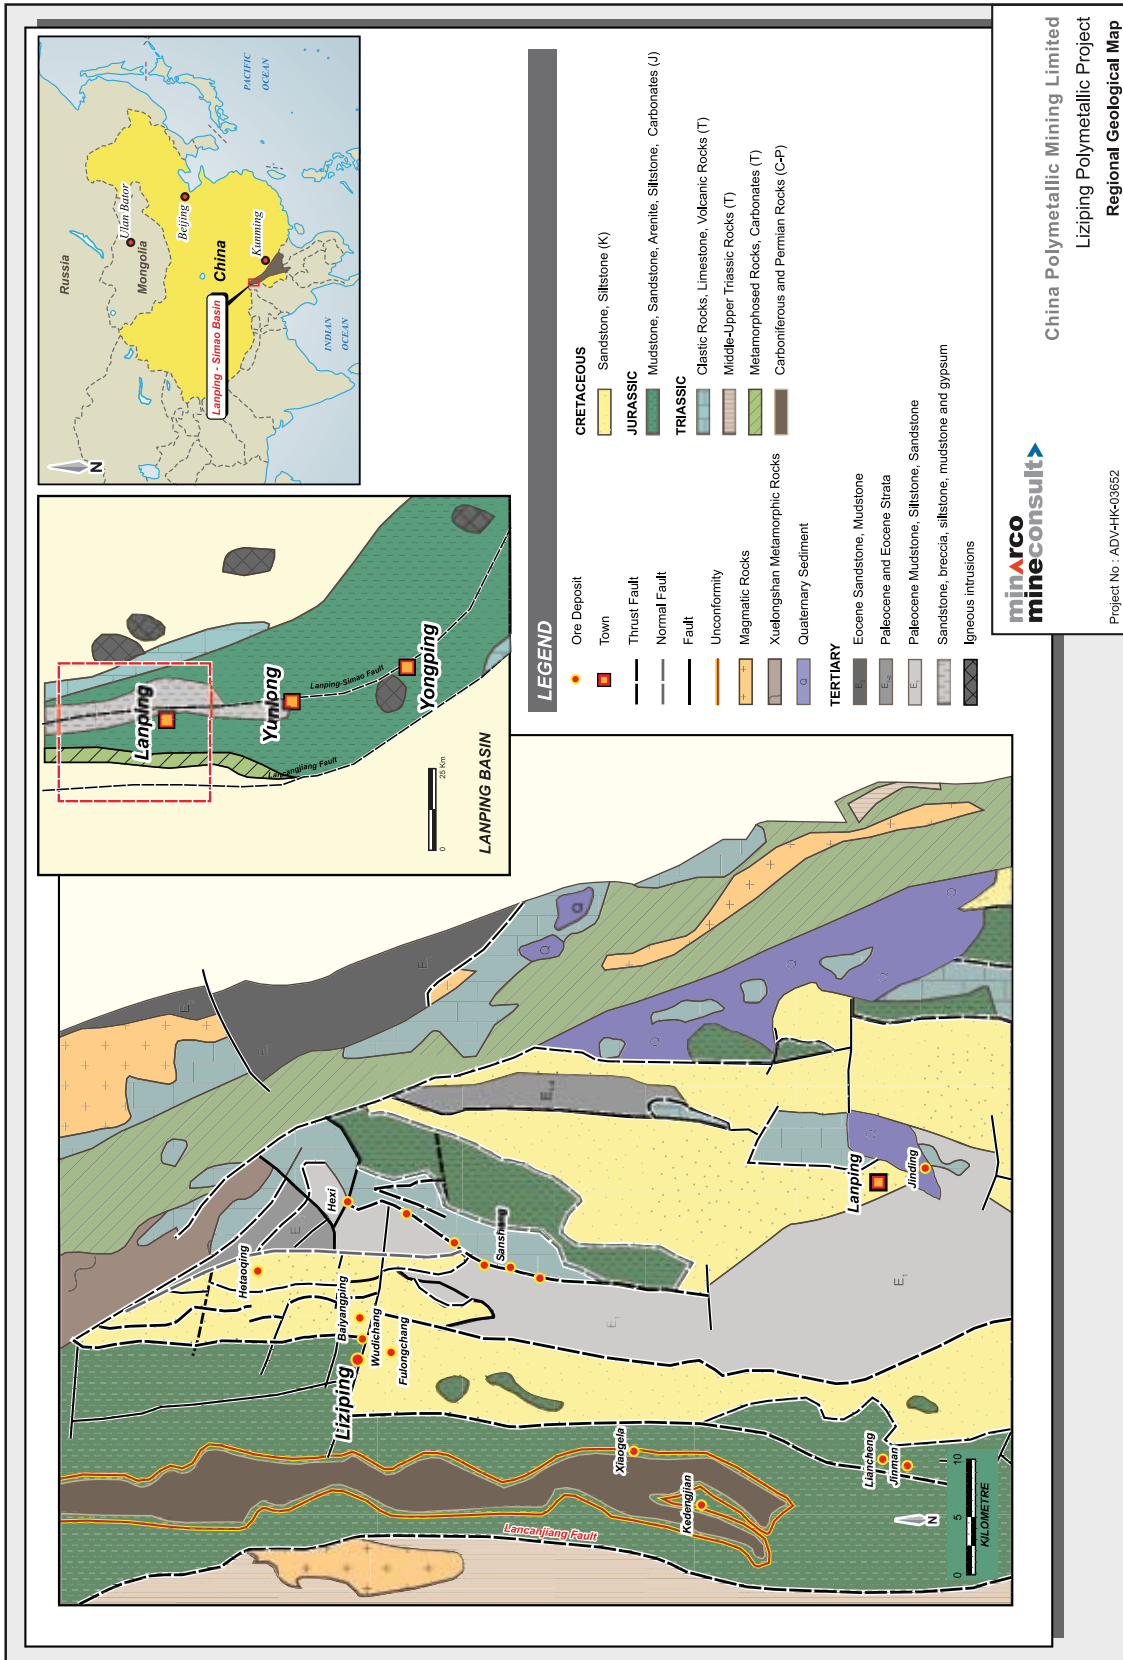 Russia
Ulan Bator
Mongolia
Beijing
China
Kunming
Lanping - Simao Basin
PACIFIC
OCEAN
INDIAN
OCEAN
N
Lanping
Yunlong
Yongping
Lanping-Simao Fault
Lancangjiang Fault
0
25 Km
LANPING BASIN
LEGEND
Ore Deposit
Town
Thrust Fault
Normal Fault
Fault
Unconformity
Magmatic Rocks
Xuelongshan Metamorphic Rocks
Q
Quaternary Sediment
TERTIARY
Eocene Sandstone, Mudstone
Paleocene and Eocene Strata
E1
Paleocene Mudstone, Siltstone, Sandstone
Sandstone, breccia, siltstone, mudstone and gypsum
Igneous intrusions
CRETACEOUS
Sandstone, Siltstone (K)
JURASSIC
Mudstone, Sandstone, Arenite, Siltstone, Carbonates (J)
TRIASSIC
Clastic Rocks, Limestone, Volcanic Rocks (T)
Middle-Upper Triassic Rocks (T)
Metamorphosed Rocks, Carbonates (T)
Carboniferous and Permian Rocks (C-P)
Hetaoqing
Hexi
Baiyangping
Wudichang
Fulongchang
Liziping
Sansheng
Xiaogela
Kedengjian
Lancanjiang Fault
Lanping
Jinding
Liancheng
Jinman
E
E1
E1
Q
Q
Q
Q
Q
N
0
5
10
KILOMETRE
minarco
mineconsult
Project No : ADV-HK-03652
China Polymetallic Mining Limited
Liziping Polymetallic Project
Regional Geological Map